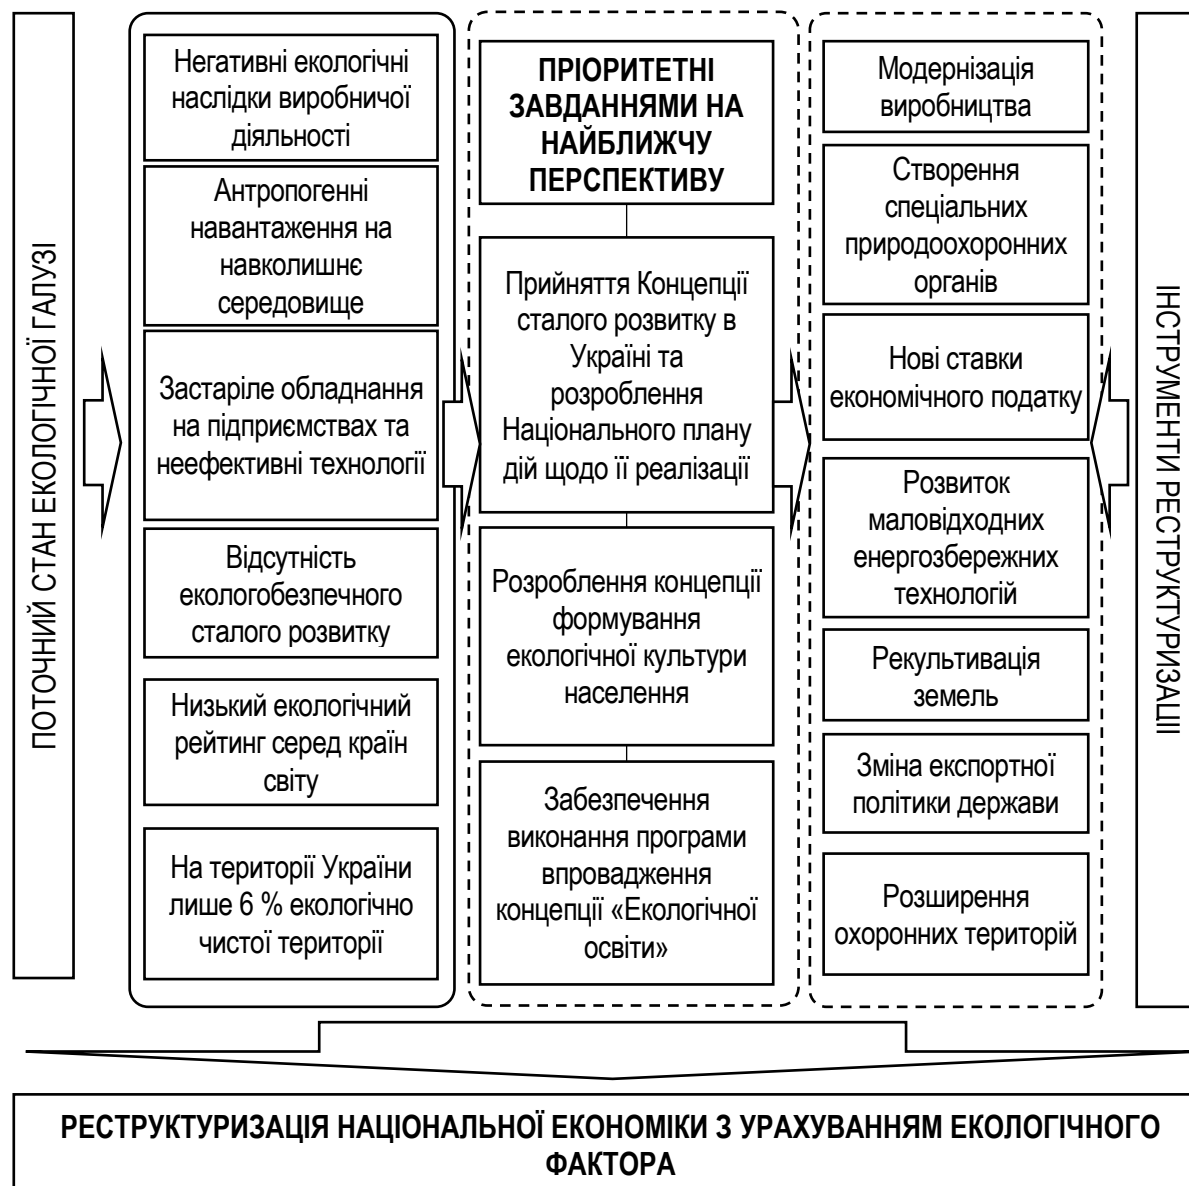 ПОТОЧНИЙ СТАН ЕКОЛОГІЧНОЇ ГАЛУЗІ
Негативні екологічні
наслідки виробничої
діяльності
Антропогенні
навантаження на
навколишнє
середовище
Застаріле обладнання
на підприємствах та
неефективні технології
Відсутність
екологобезпечного
сталого розвитку
Низький екологічний
рейтинг серед країн
світу
На території України
лише 6 % екологічно
чистої території
ПРІОРИТЕТНІ
ЗАВДАННЯМИ НА
НАЙБЛИЖЧУ
ПЕРСПЕКТИВУ
Прийняття Концепції
сталого розвитку в
Україні та
розроблення
Національного плану
дій щодо її реалізації
Розроблення концепції
формування
екологічної культури
населення
Забезпечення
виконання програми
впровадження
концепції «Екологічної
освіти»
Модернізація
виробництва
Створення
спеціальних
природоохоронних
органів
Нові ставки
економічного податку
Розвиток
маловідходних
енергозбережних
технологій
Рекультивація
земель
Зміна експортної
політики держави
Розширення
охоронних територій
ІНСТРУМЕНТИ РЕСТРУКТУРИЗАЦІЇ
РЕСТРУКТУРИЗАЦІЯ НАЦІОНАЛЬНОЇ ЕКОНОМІКИ З УРАХУВАННЯМ ЕКОЛОГІЧНОГО
ФАКТОРА